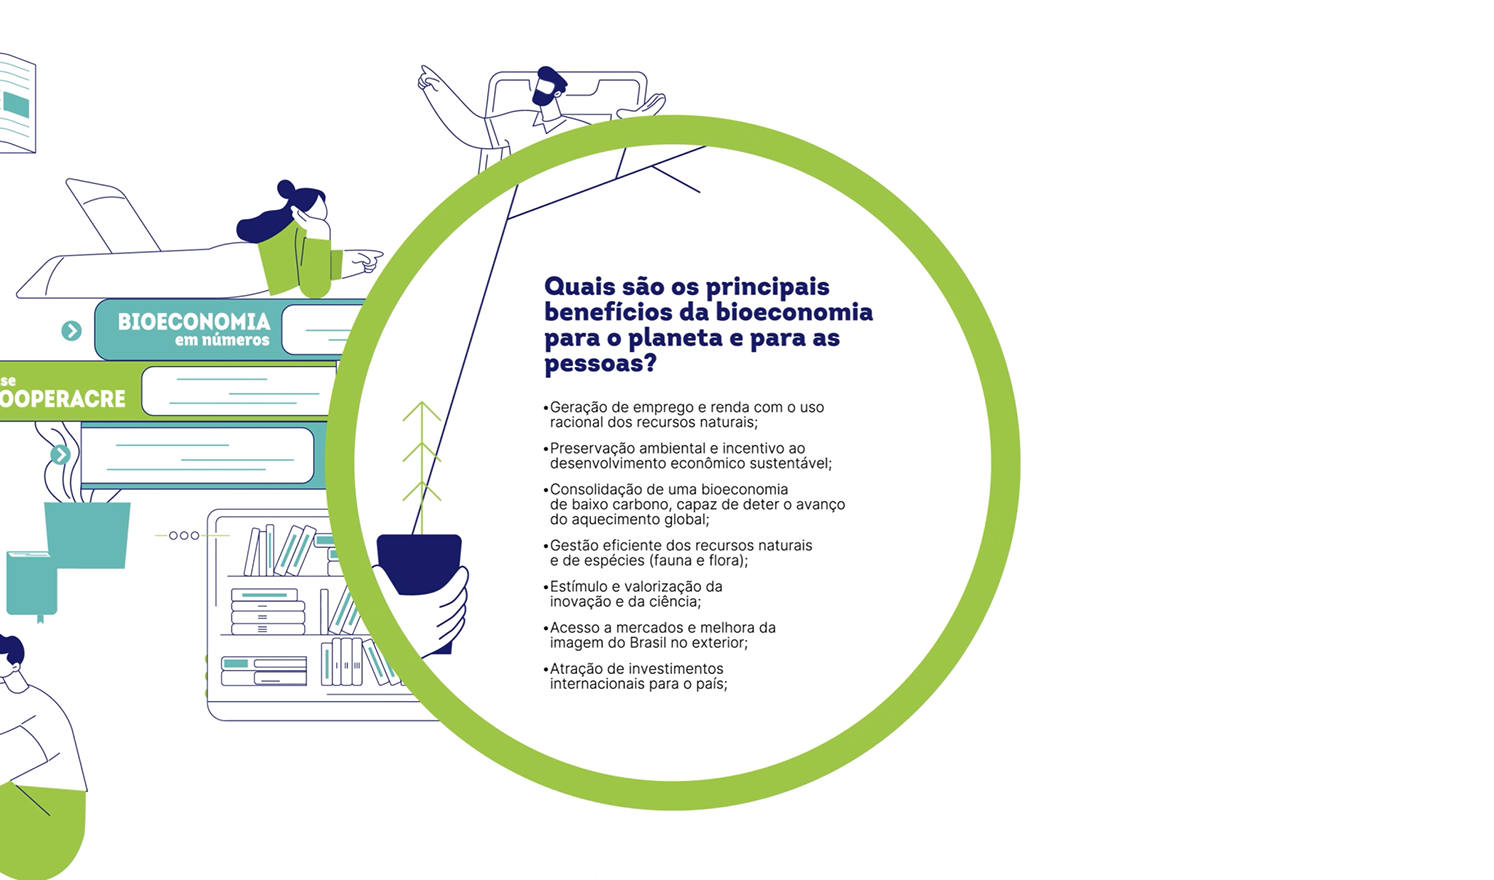 BIOECONOMIA
em números
se
OOPERACRE
Quais são os principais
benefícios da bioeconomia
para o planeta e para as
pessoas?
•Geração de emprego e renda com o uso
racional dos recursos naturais;
•Preservação ambiental e incentivo ao
desenvolvimento econômico sustentável;
•Consolidação de uma bioeconomia
de baixo carbono, capaz de deter o avanço
do aquecimento global;
•Gestão eficiente dos recursos naturais
e de espécies (fauna e flora);
•Estímulo e valorização da
inovação e da ciência;
•Acesso a mercados e melhora da
imagem do Brasil no exterior;
•Atração de investimentos
internacionais para o país;